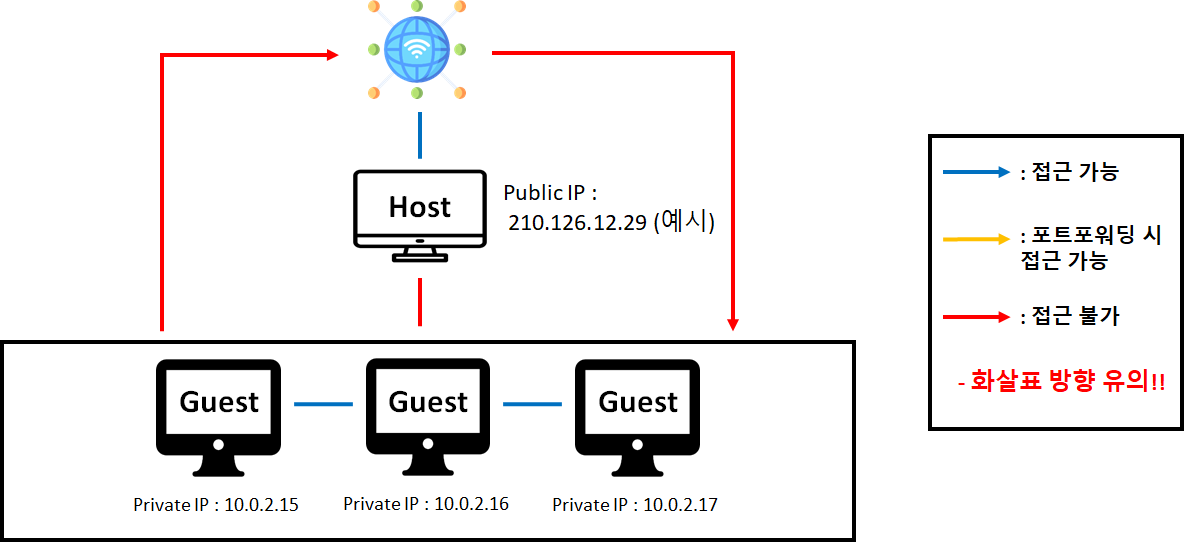 Host
Public IP :
210.126.12.29 (예시)
: 접근 가능
: 포트포워딩 시
접근 가능
: 접근 불가
- 화살표 방향 유의!!
Guest
Guest
Guest
Private IP : 10.0.2.15
Private IP : 10.0.2.16
Private IP : 10.0.2.17